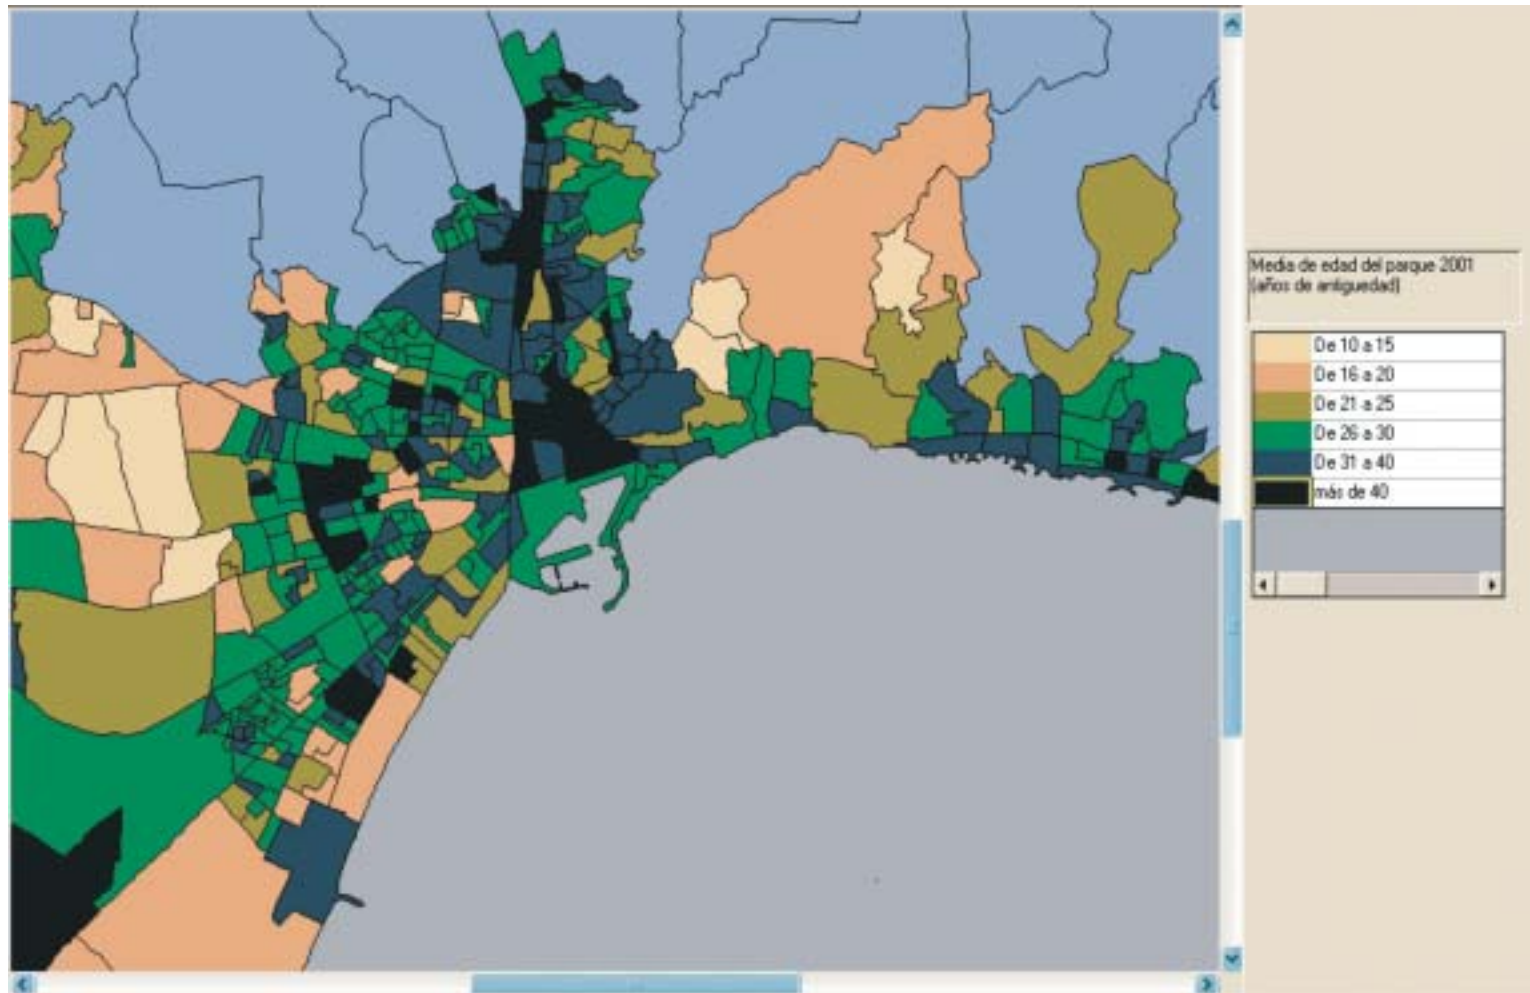 Media de edad del parque 2001
(años de antiguedad)
De 10 a 15
De 16 a 20
De 21 a 25
De 26 a 30
De 31 a 40
más de 40